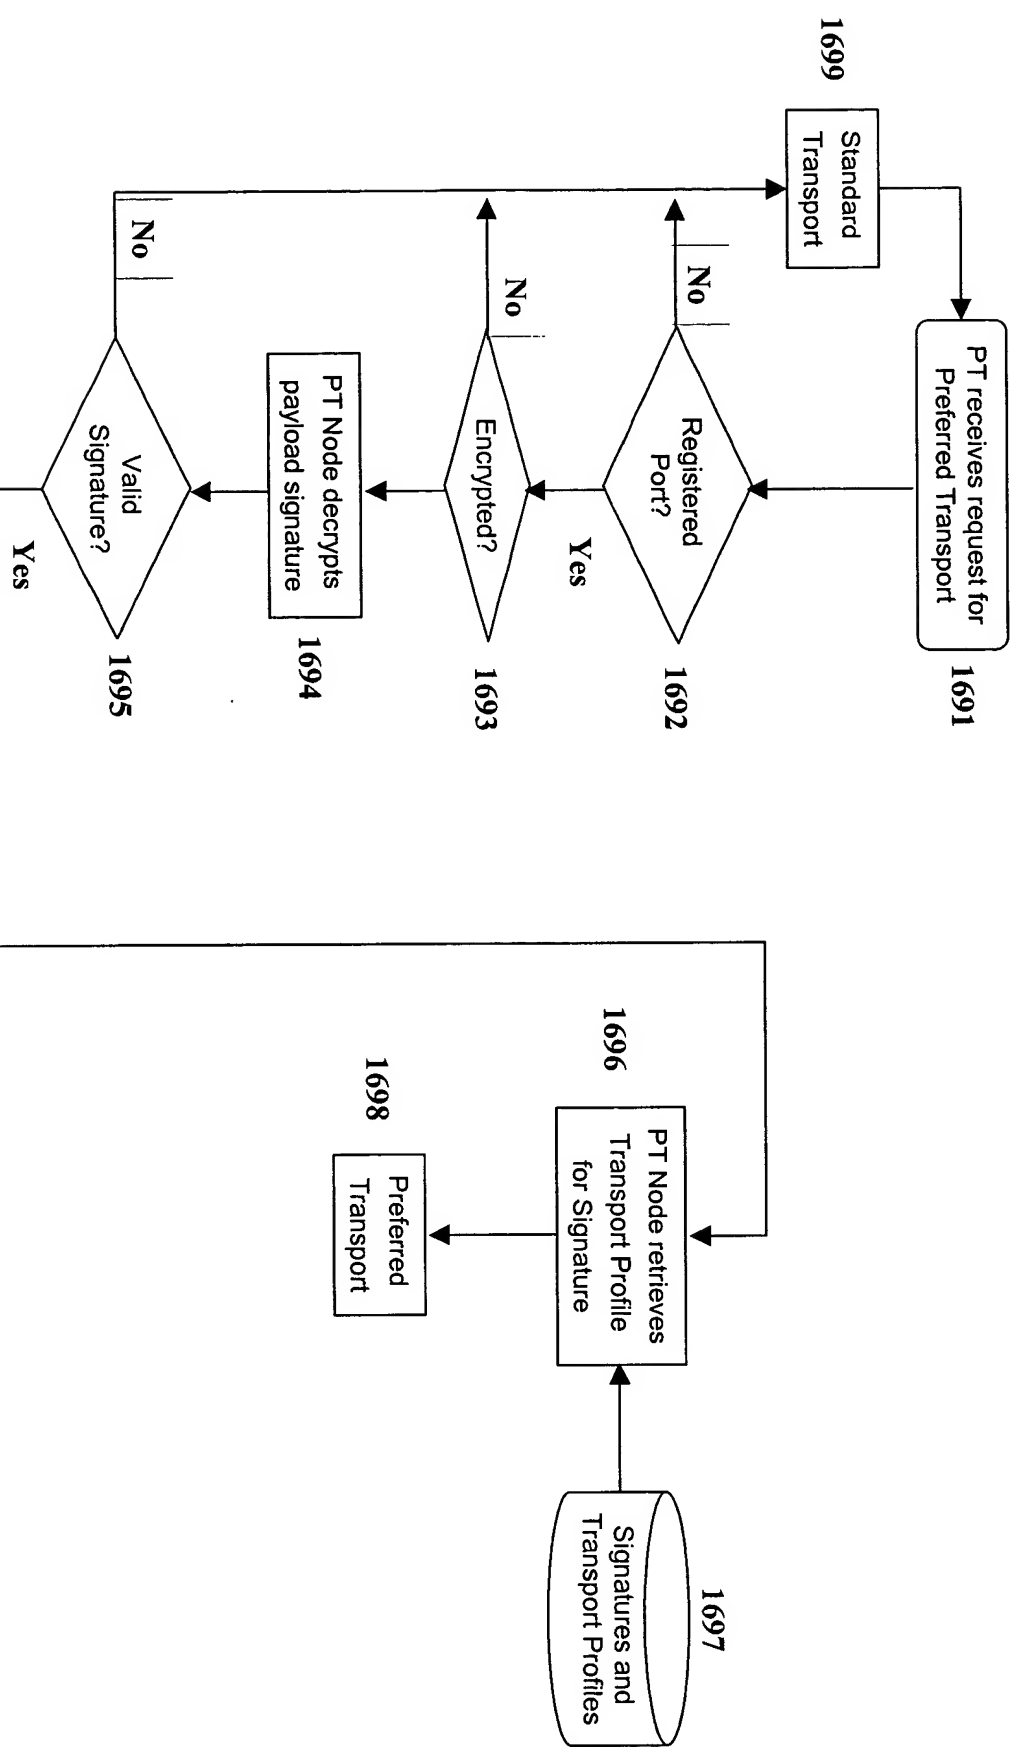 1699
Standard
Transport
PT receives request for
Preferred Transport
1691
No
Registered
Port?
1692
Yes
No
Encrypted?
1693
PT Node decrypts
payload signature
1694
No
Valid
Signature?
1695
Yes
1696
PT Node retrieves
Transport Profile
for Signature
1697
Signatures and
Transport Profiles
1698
Preferred
Transport